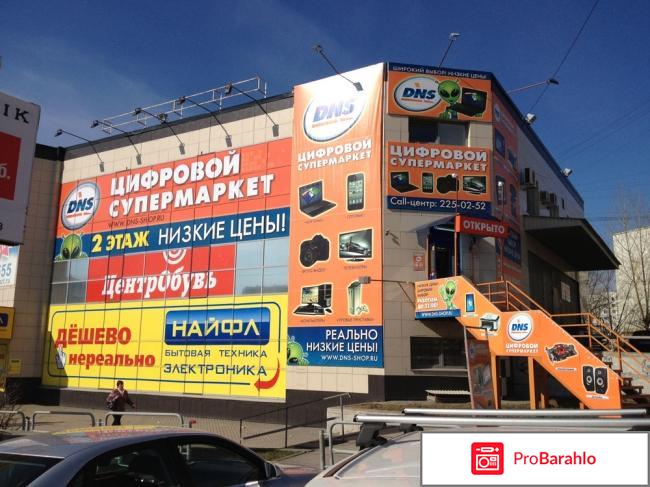 DNS
ЦИФРОВОЙ
СУПЕРМАРКЕТ
WWW.DNS-SHOP.RU
2 ЭТАЖ НИЗКИЕ ЦЕНЫ!
ЦЕНТРОБУВЬ
ДЁШЕВО
нереально
НАЙФЛ
БЫТОВАЯ ТЕХНИКА
ЭЛЕКТРОНИКА
DNS
ЦИФРОВОЙ
СУПЕРМАРКЕТ
РЕАЛЬНО
НИЗКИЕ ЦЕНЫ!
WWW.DNS-SHOP.RU
ШИРОКИЙ ВЫБОР! НИЗКИЕ ЦЕНЫ!
DNS
ЦИФРОВОЙ
СУПЕРМАРКЕТ
Call-центр: 225-02-52
ОТКРЫТО
DNS
ЦИФРОВОЙ
СУПЕРМАРКЕТ
ProBarahlo